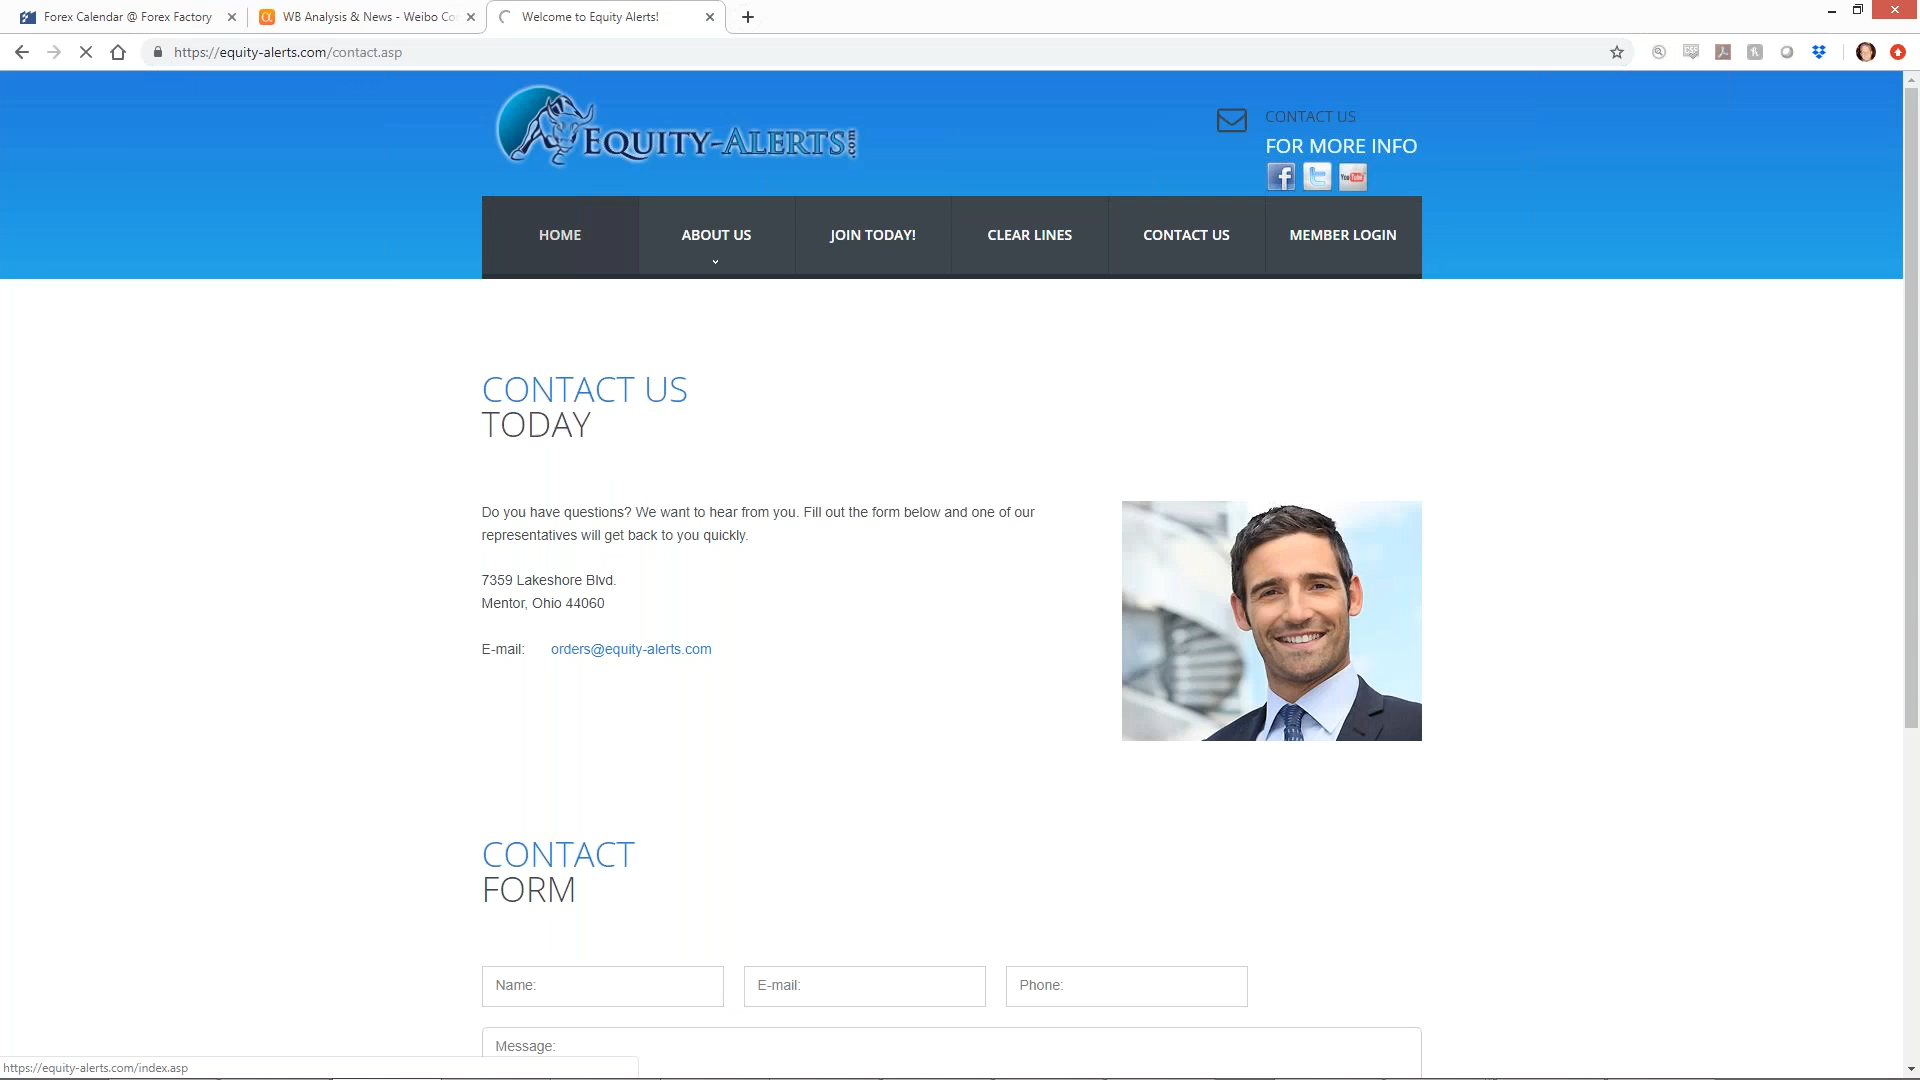 Forex Calendar @ Forex Factory
WB Analysis & News - Weibo Co
Welcome to Equity Alerts!
https://equity-alerts.com/contact.asp
EQUITY-ALERTS.com
CONTACT US
FOR MORE INFO
YouTube
HOME
ABOUT US
JOIN TODAY!
CLEAR LINES
CONTACT US
MEMBER LOGIN
CONTACT US
TODAY
Do you have questions? We want to hear from you. Fill out the form below and one of our
representatives will get back to you quickly.
7359 Lakeshore Blvd.
Mentor, Ohio 44060
E-mail: orders@equity-alerts.com
CONTACT
FORM
Name:
E-mail:
Phone:
Message:
https://equity-alerts.com/index.asp